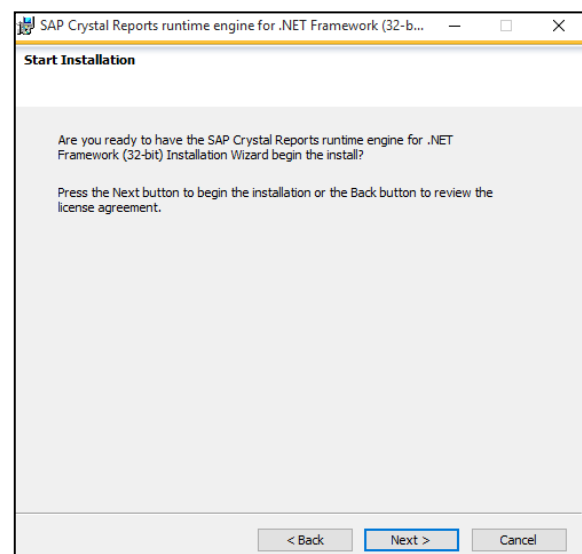 SAP Crystal Reports runtime engine for .NET Framework (32-b...
Start Installation
Are you ready to have the SAP Crystal Reports runtime engine for .NET
Framework (32-bit) Installation Wizard begin the install?
Press the Next button to begin the installation or the Back button to review the
license agreement.
< Back
Next >
Cancel